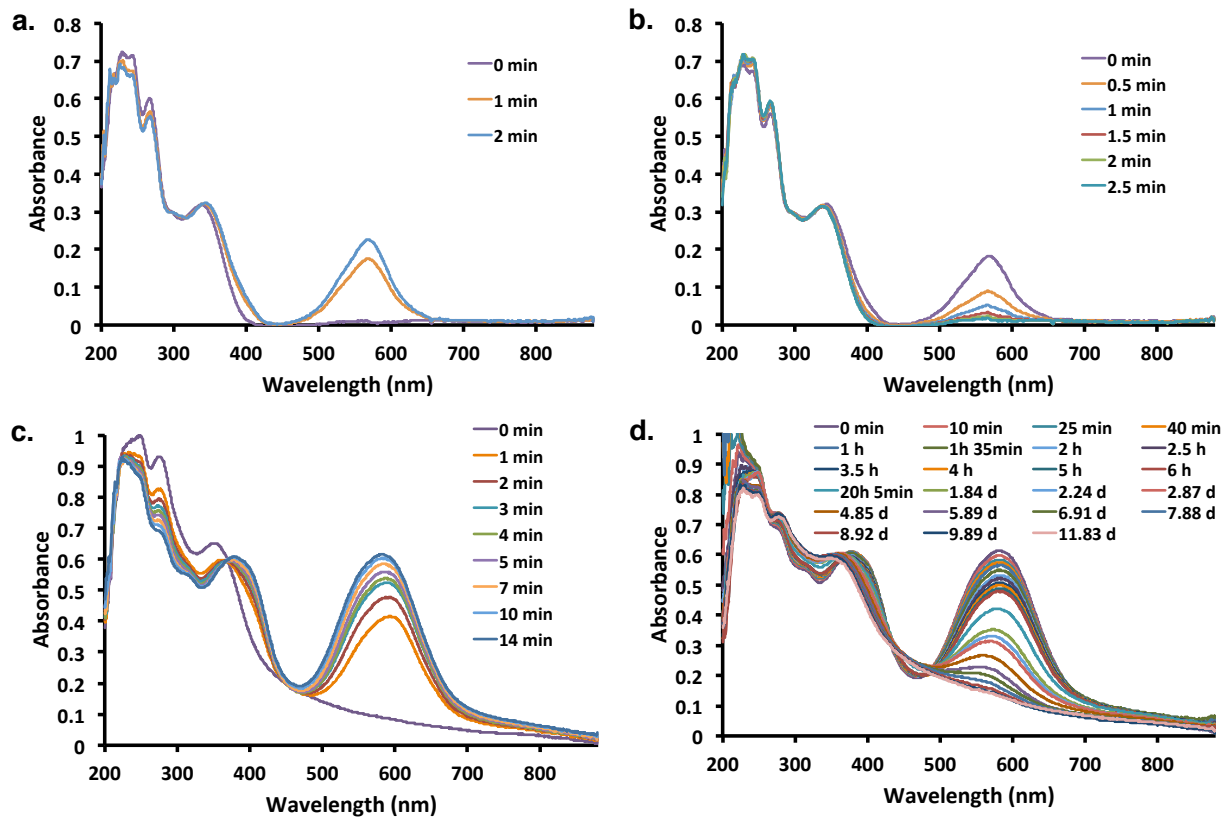 a.
0.8
0.7
0.6
0.5
0.4
0.3
0.2
0.1
0
Absorbance
200 300 400 500 600 700 800
Wavelength (nm)
0 min
1 min
2 min
b.
0.8
0.7
0.6
0.5
0.4
0.3
0.2
0.1
0
Absorbance
200 300 400 500 600 700 800
Wavelength (nm)
0 min
0.5 min
1 min
1.5 min
2 min
2.5 min
c.
1
0.9
0.8
0.7
0.6
0.5
0.4
0.3
0.2
0.1
0
Absorbance
200 300 400 500 600 700 800
Wavelength (nm)
0 min
1 min
2 min
3 min
4 min
5 min
7 min
10 min
14 min
d.
1
0.9
0.8
0.7
0.6
0.5
0.4
0.3
0.2
0.1
0
Absorbance
200 300 400 500 600 700 800
Wavelength (nm)
0 min 10 min 25 min 40 min
1 h 1h 35min 2 h 2.5 h
3.5 h 4 h 5 h 6 h
20h 5min 1.84 d 2.24 d 2.87 d
4.85 d 5.89 d 6.91 d 7.88 d
8.92 d 9.89 d 11.83 d